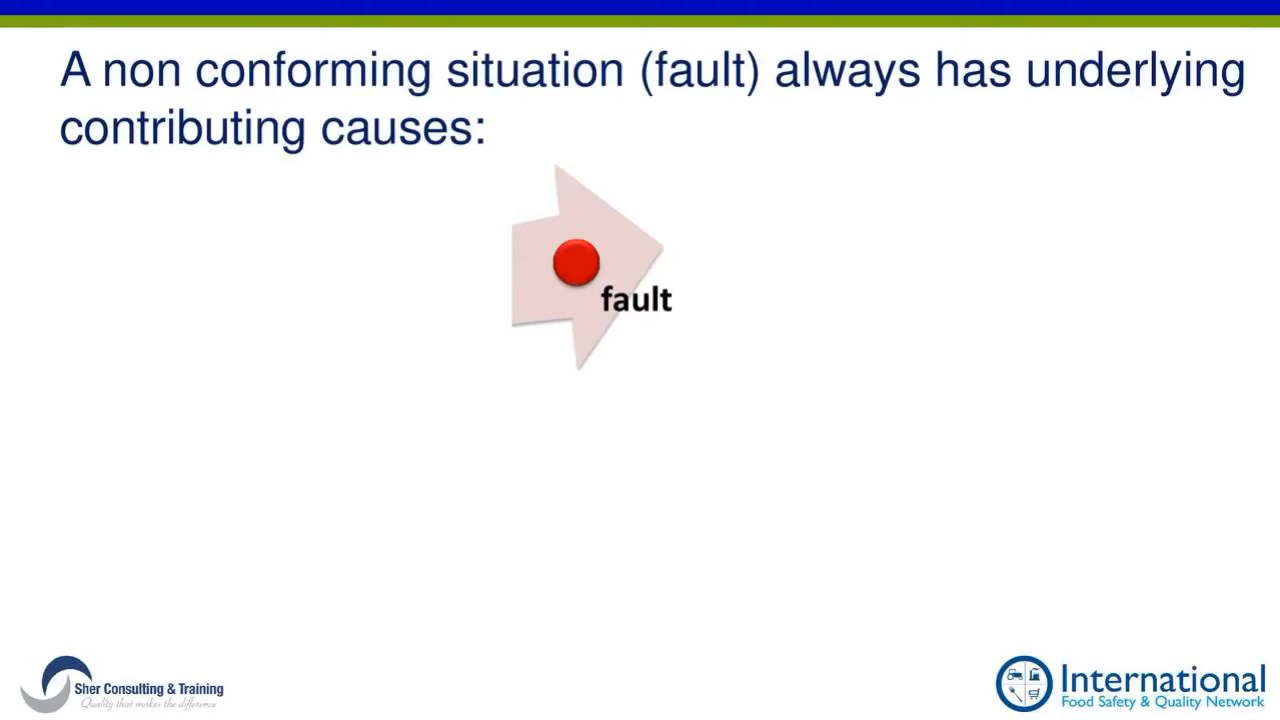 A non conforming situation (fault) always has underlying
contributing causes:
fault
Sher Consulting & Training
Quality that makes the difference
International
Food Safety & Quality Network